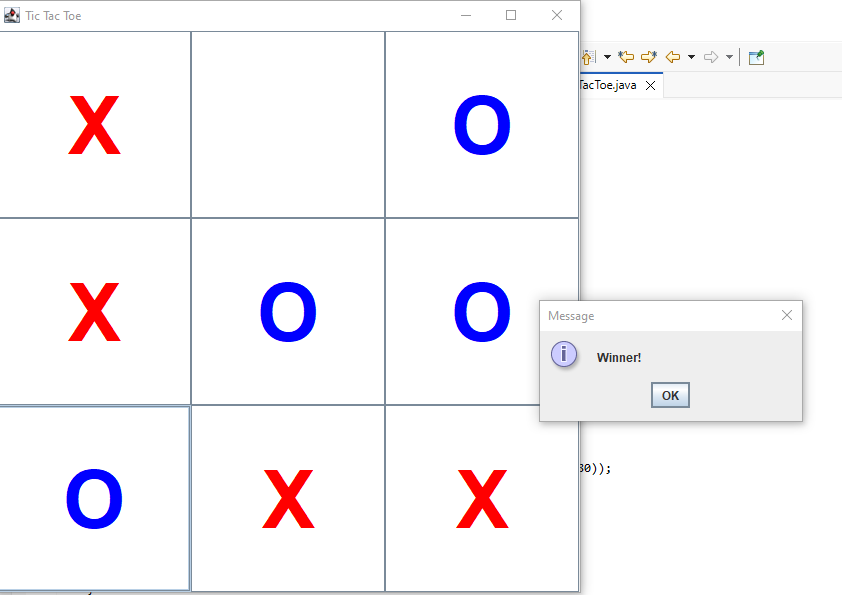 Tic Tac Toe
TacToe.java
X O
X O O
Message
Winner!
OK
O X X
30));